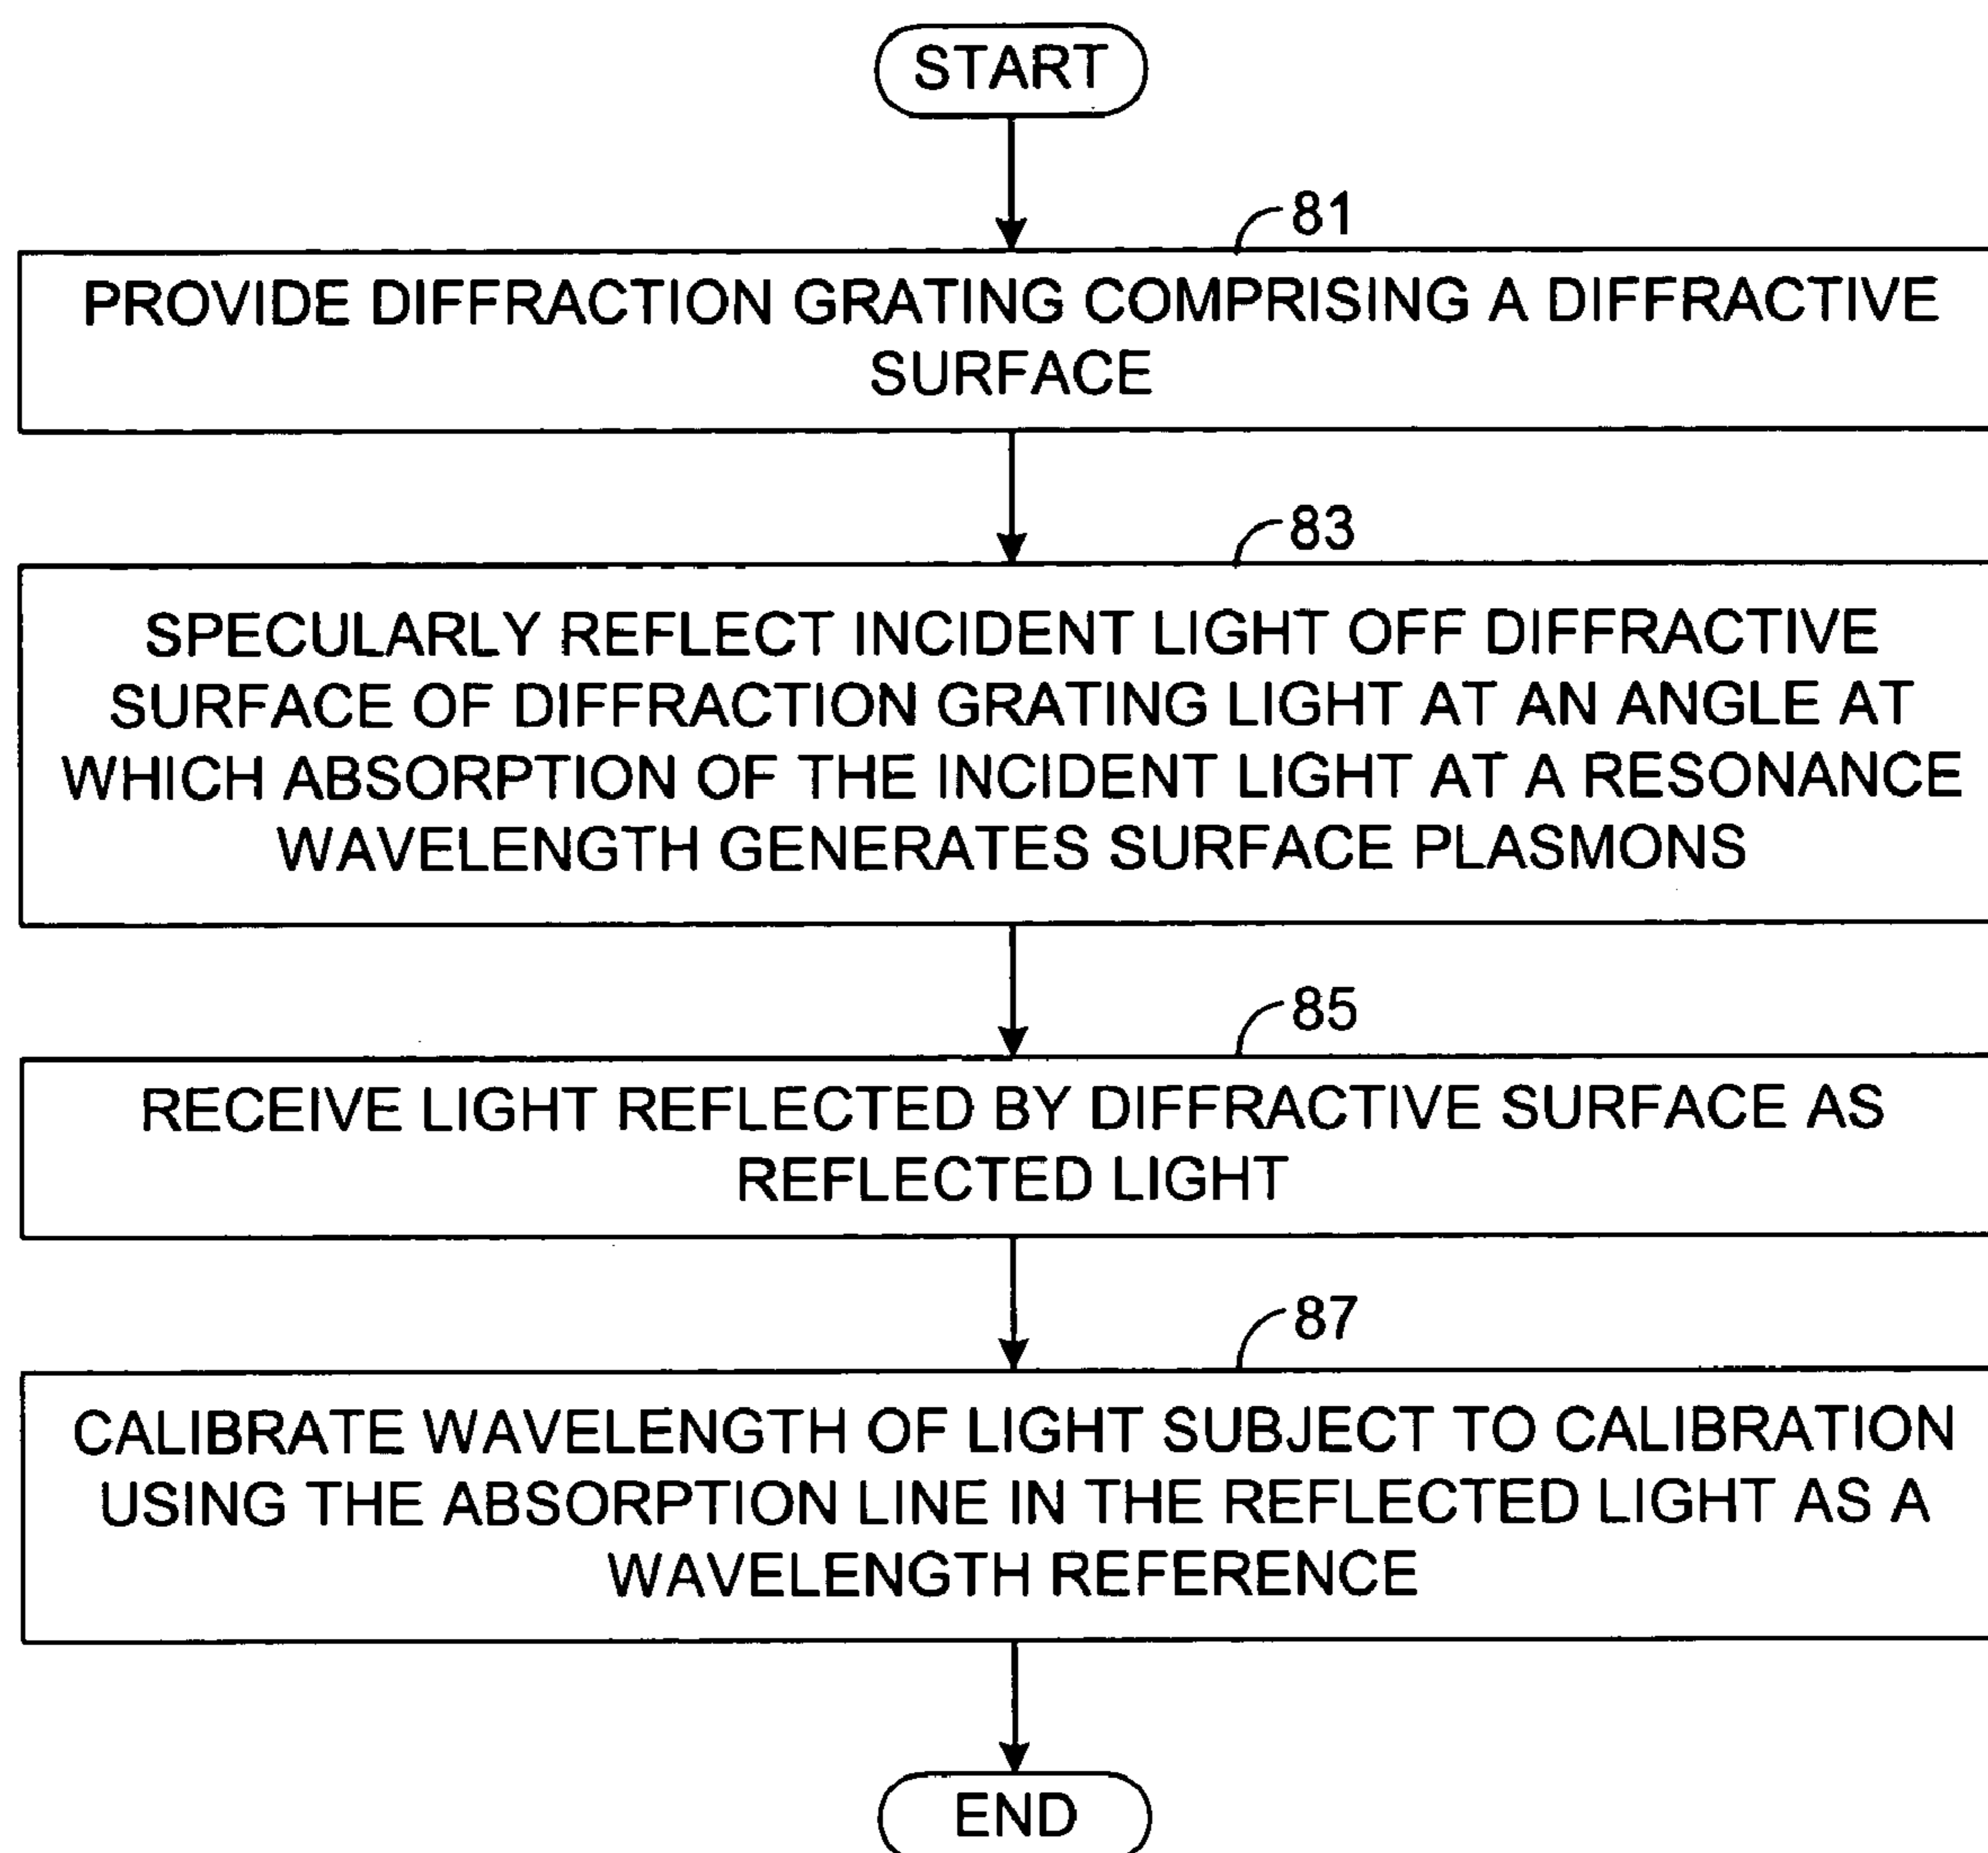 START
81
PROVIDE DIFFRACTION GRATING COMPRISING A DIFFRACTIVE
SURFACE
83
SPECULARLY REFLECT INCIDENT LIGHT OFF DIFFRACTIVE
SURFACE OF DIFFRACTION GRATING LIGHT AT AN ANGLE AT
WHICH ABSORPTION OF THE INCIDENT LIGHT AT A RESONANCE
WAVELENGTH GENERATES SURFACE PLASMONS
85
RECEIVE LIGHT REFLECTED BY DIFFRACTIVE SURFACE AS
REFLECTED LIGHT
87
CALIBRATE WAVELENGTH OF LIGHT SUBJECT TO CALIBRATION
USING THE ABSORPTION LINE IN THE REFLECTED LIGHT AS A
WAVELENGTH REFERENCE
END